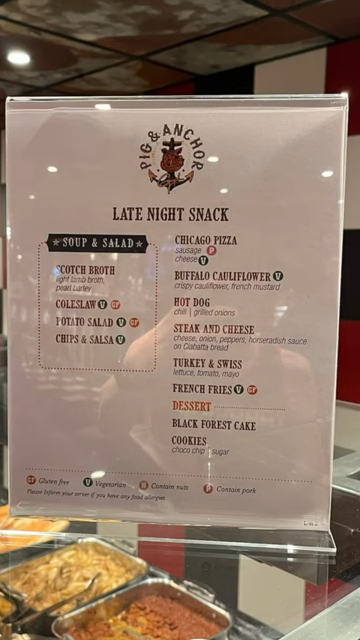 PIG & ANCHOR
LATE NIGHT SNACK
★ SOUP & SALAD ★
SCOTCH BROTH
light lamb broth,
pearl barley
COLESLAW V GF
POTATO SALAD V GF
CHIPS & SALSA V
CHICAGO PIZZA
sausage P
cheese V
BUFFALO CAULIFLOWER V
crispy cauliflower, french mustard
HOT DOG
chili | grilled onions
STEAK AND CHEESE
cheese, onion, peppers, horseradish sauce
on Ciabatta bread
TURKEY & SWISS
lettuce, tomato, mayo
FRENCH FRIES V GF
DESSERT
BLACK FOREST CAKE
COOKIES
choco chip | sugar
GF Gluten free V Vegetarian N Contain nuts P Contain pork
Please Inform your server if you have any food allergies